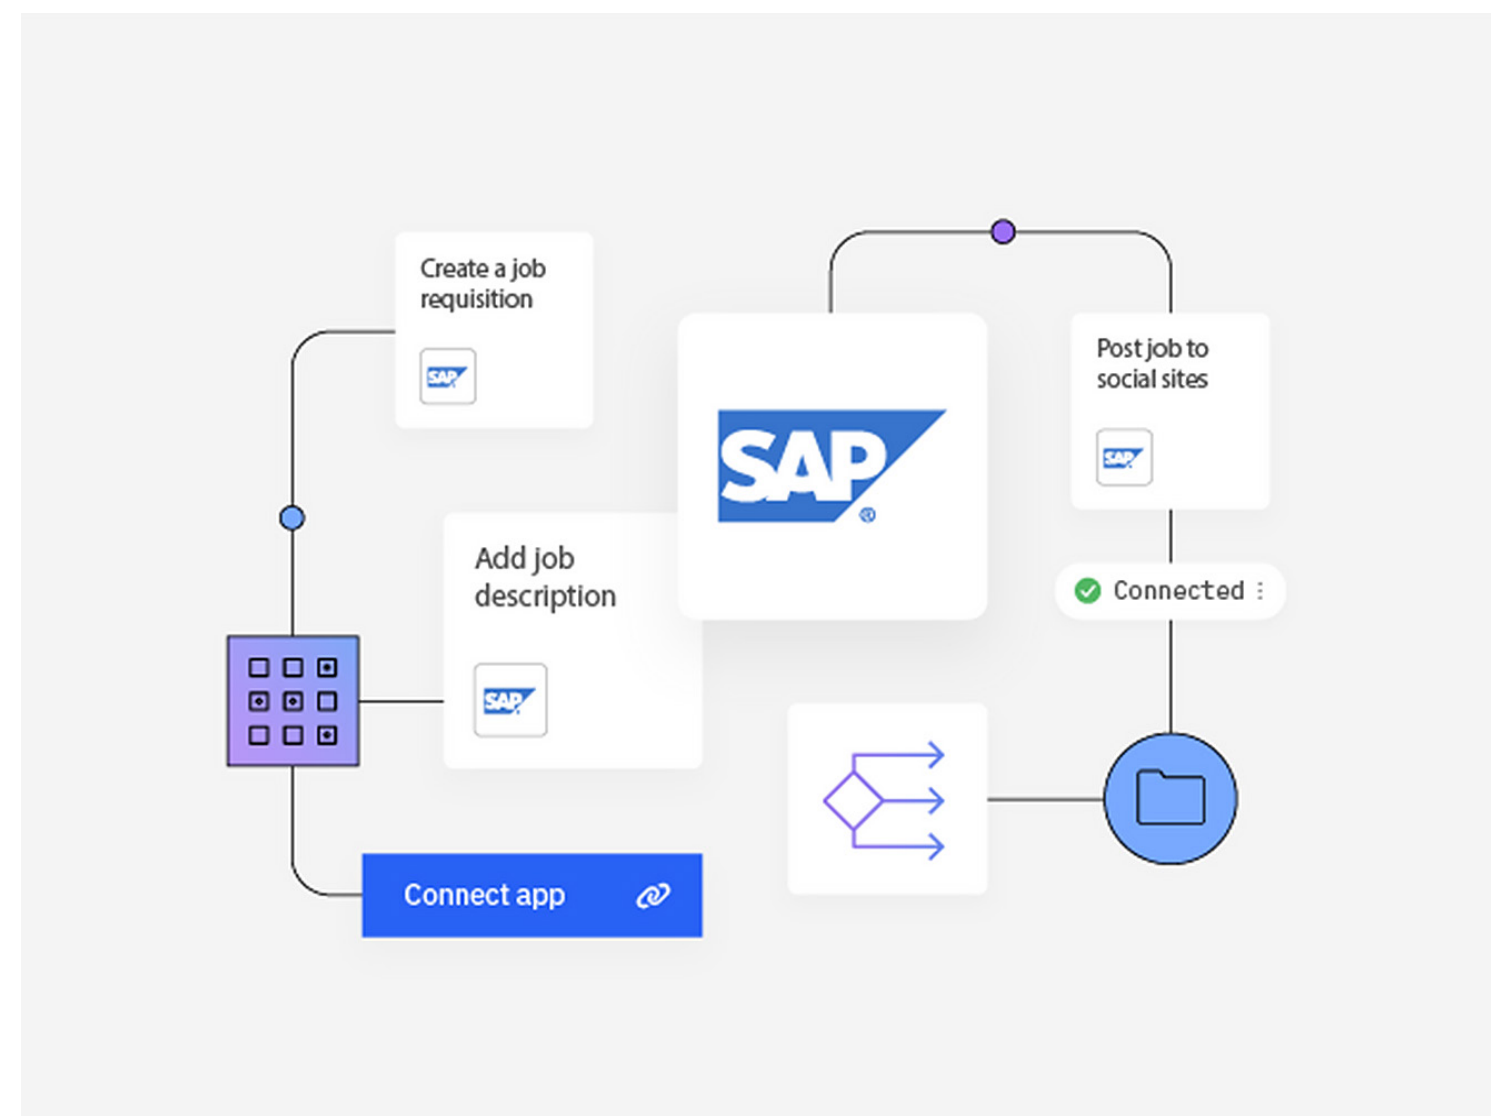 Create a job
requisition
SAP
Add job
description
SAP
Connect app
SAP
®
Post job to
social sites
SAP
Connected